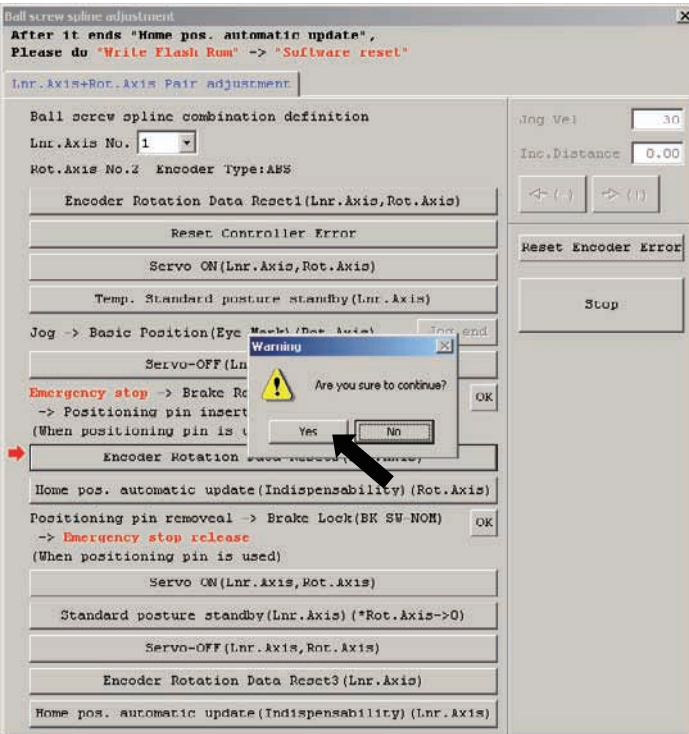 Ball screw spline adjustment
After it ends "Home pos. automatic update",
Please do "Write Flash Rom" -> "Software reset"
Lnr.Axis+Rot.Axis Pair adjustment
Ball screw spline combination definition
Lnr.Axis No. 1
Rot.Axis No.2 Encoder Type:ABS
Encoder Rotation Data Reset1(Lnr.Axis,Rot.Axis)
Reset Controller Error
Servo ON(Lnr.Axis,Rot.Axis)
Temp. Standard posture standby(Lnr.Axis)
Jog -> Basic Position(Eye Mark)(Rot.Axis)
Jog end
Servo-OFF(Ln
Emergency stop -> Brake Re
-> Positioning pin insert
(When positioning pin is u
OK
Encoder Rotation Data Reset2(Rot.Axis)
Home pos. automatic update(Indispensability)(Rot.Axis)
Positioning pin removeal -> Brake Lock(BK SW-NOM)
-> Emergency stop release
(When positioning pin is used)
OK
Servo ON(Lnr.Axis,Rot.Axis)
Standard posture standby(Lnr.Axis)(*Rot.Axis->0)
Servo-OFF(Lnr.Axis,Rot.Axis)
Encoder Rotation Data Reset3(Lnr.Axis)
Home pos. automatic update(Indispensability)(Lnr.Axis)
Warning
Are you sure to continue?
Yes
No
Jog Vel 30
Inc.Distance 0.00
(-)
(+)
Reset Encoder Error
Stop